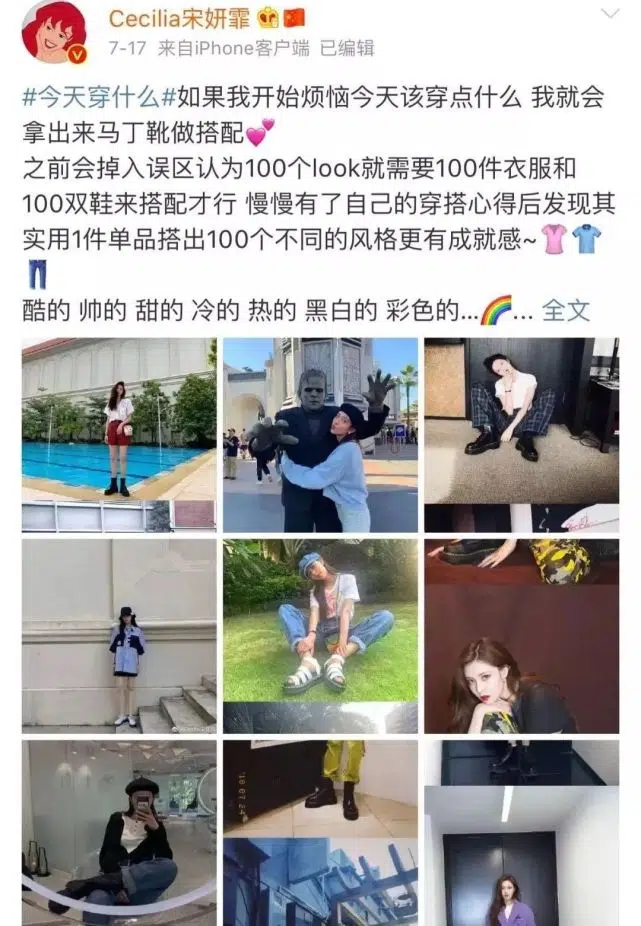 Cecilia宋妍霏
7-17 来自iPhone客户端 已编辑
#今天穿什么#如果我开始烦恼今天该穿点什么 我就会
拿出来马丁靴做搭配💕
之前会掉入误区认为100个look就需要100件衣服和
100双鞋来搭配才行 慢慢有了自己的穿搭心得后发现其
实用1件单品搭出100个不同的风格更有成就感~👚👕
👖
酷的 帅的 甜的 冷的 热的 黑白的 彩色的...🌈... 全文